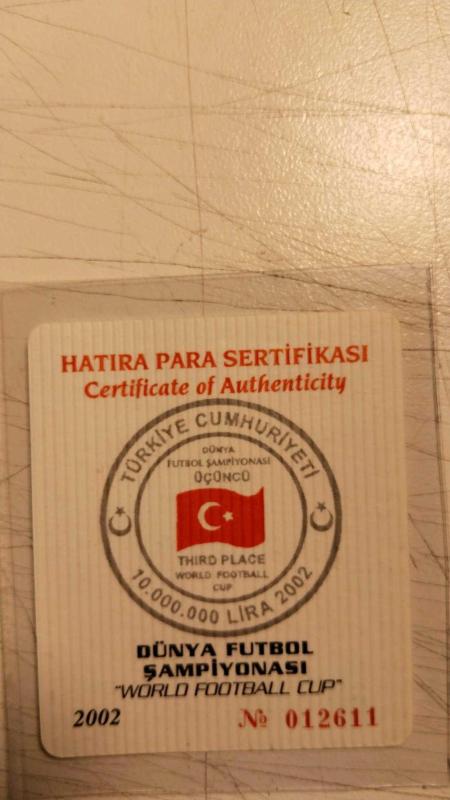 HATIRA PARA SERTİFİKASI
Certificate of Authenticity
TÜRKİYE CUMHURİYETİ
DÜNYA
FUTBOL ŞAMPİYONASI
ÜÇÜNCÜ
THIRD PLACE
WORLD FOOTBALL
CUP
10.000.000 LİRA 2002
DÜNYA FUTBOL
ŞAMPİYONASI
"WORLD FOOTBALL CUP"
2002 № 012611